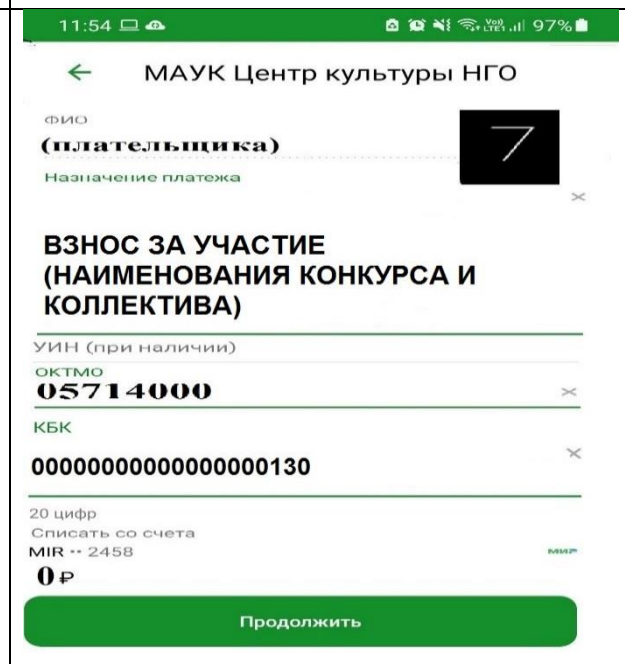 11:54 97%
← МАУК Центр культуры НГО
ФИО
(плательщика)
7
Назначение платежа
ВЗНОС ЗА УЧАСТИЕ
(НАИМЕНОВАНИЯ КОНКУРСА И
КОЛЛЕКТИВА)
УИН (при наличии)
ОКТМО
05714000
КБК
00000000000000000130
20 цифр
Списать со счета
MIR •• 2458 МИР
0 ₽
Продолжить